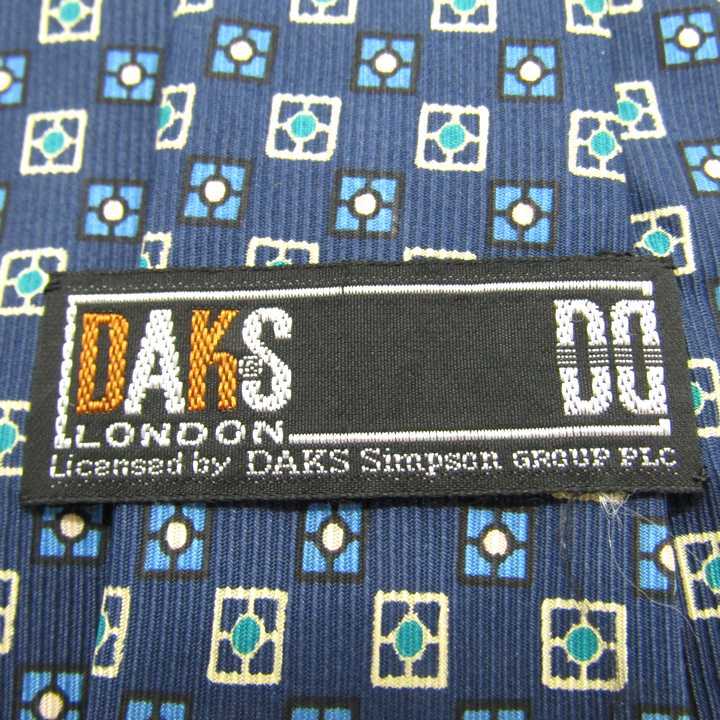 DAKS DD
LONDON
Licensed by DAKS Simpson GROUP PLC